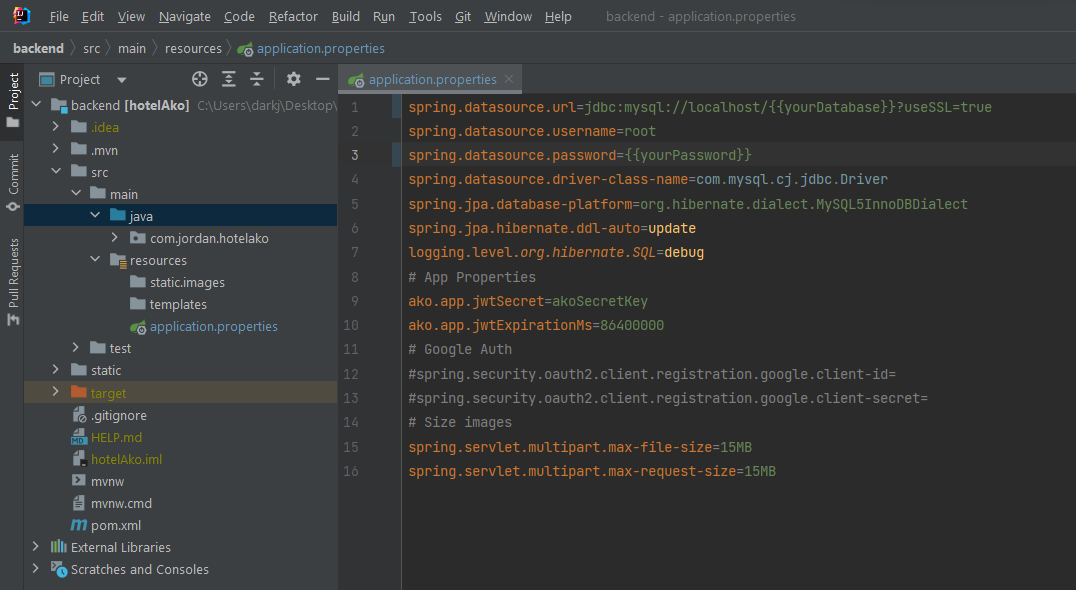 File Edit View Navigate Code Refactor Build Run Tools Git Window Help backend - application.properties
backend src main resources application.properties
Project
Commit
Pull Requests
Project
backend [hotelAko] C:\Users\darkj\Desktop\
.idea
.mvn
src
main
java
com.jordan.hotelako
resources
static.images
templates
application.properties
test
static
target
.gitignore
HELP.md
hotelAko.iml
mvnw
mvnw.cmd
pom.xml
External Libraries
Scratches and Consoles
application.properties
1 spring.datasource.url=jdbc:mysql://localhost/{{yourDatabase}}?useSSL=true
2 spring.datasource.username=root
3 spring.datasource.password={{yourPassword}}
4 spring.datasource.driver-class-name=com.mysql.cj.jdbc.Driver
5 spring.jpa.database-platform=org.hibernate.dialect.MySQL5InnoDBDialect
6 spring.jpa.hibernate.ddl-auto=update
7 logging.level.org.hibernate.SQL=debug
8 # App Properties
9 ako.app.jwtSecret=akoSecretKey
10 ako.app.jwtExpirationMs=86400000
11 # Google Auth
12 #spring.security.oauth2.client.registration.google.client-id=
13 #spring.security.oauth2.client.registration.google.client-secret=
14 # Size images
15 spring.servlet.multipart.max-file-size=15MB
16 spring.servlet.multipart.max-request-size=15MB